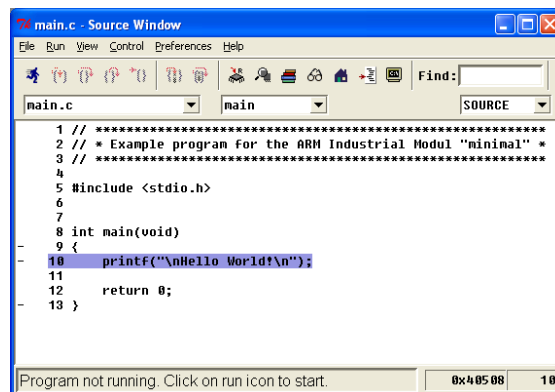 main.c - Source Window
File Run View Control Preferences Help
Find:
main.c main SOURCE
1 // **********************************************************
2 // * Example program for the ARM Industrial Modul "minimal" *
3 // **********************************************************
4
5 #include <stdio.h>
6
7
8 int main(void)
- 9 {
- 10 printf("\nHello World!\n");
11
12 return 0;
- 13 }
Program not running. Click on run icon to start. 0x40508 10